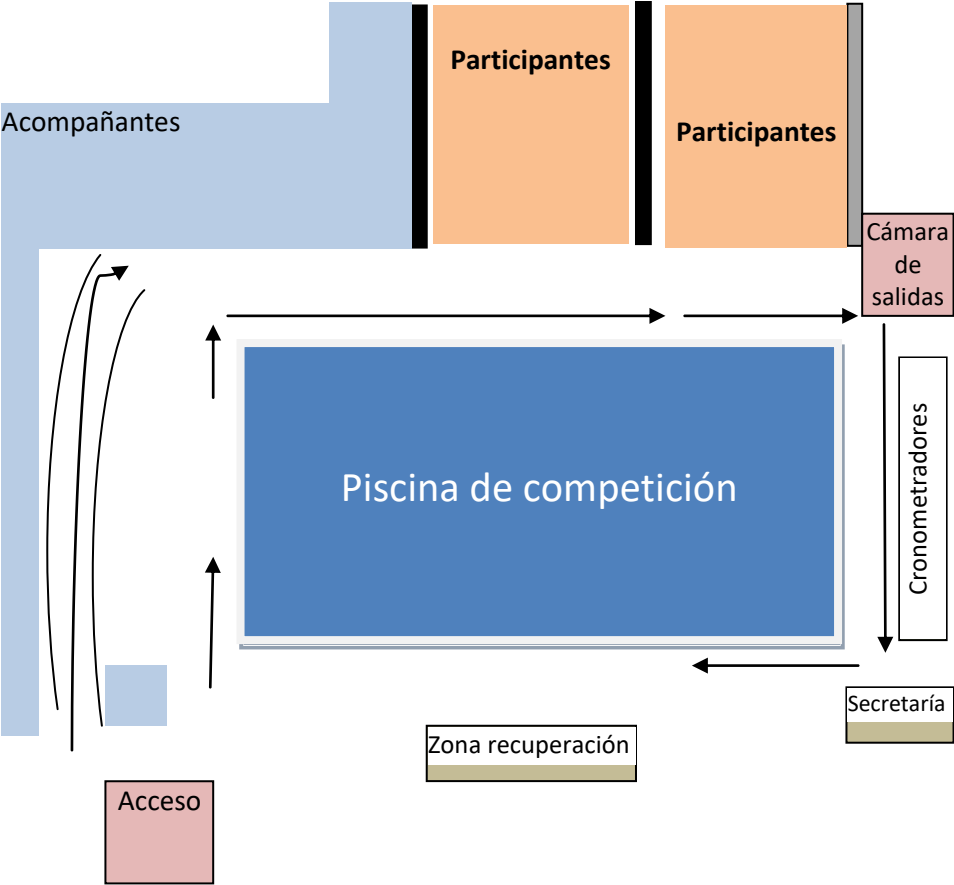 Participantes
Acompañantes
Participantes
Cámara
de
salidas
Cronometradores
Piscina de competición
Secretaría
Zona recuperación
Acceso